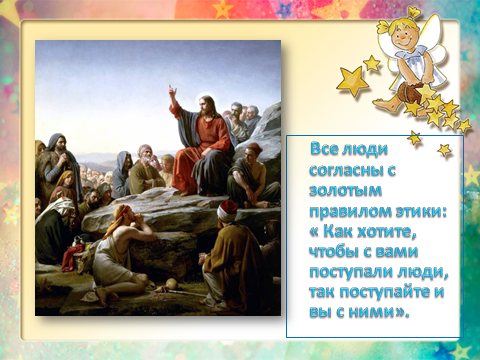 Все люди
согласны с
золотым
правилом этики:
« Как хотите,
чтобы с вами
поступали люди,
так поступайте и
вы с ними».